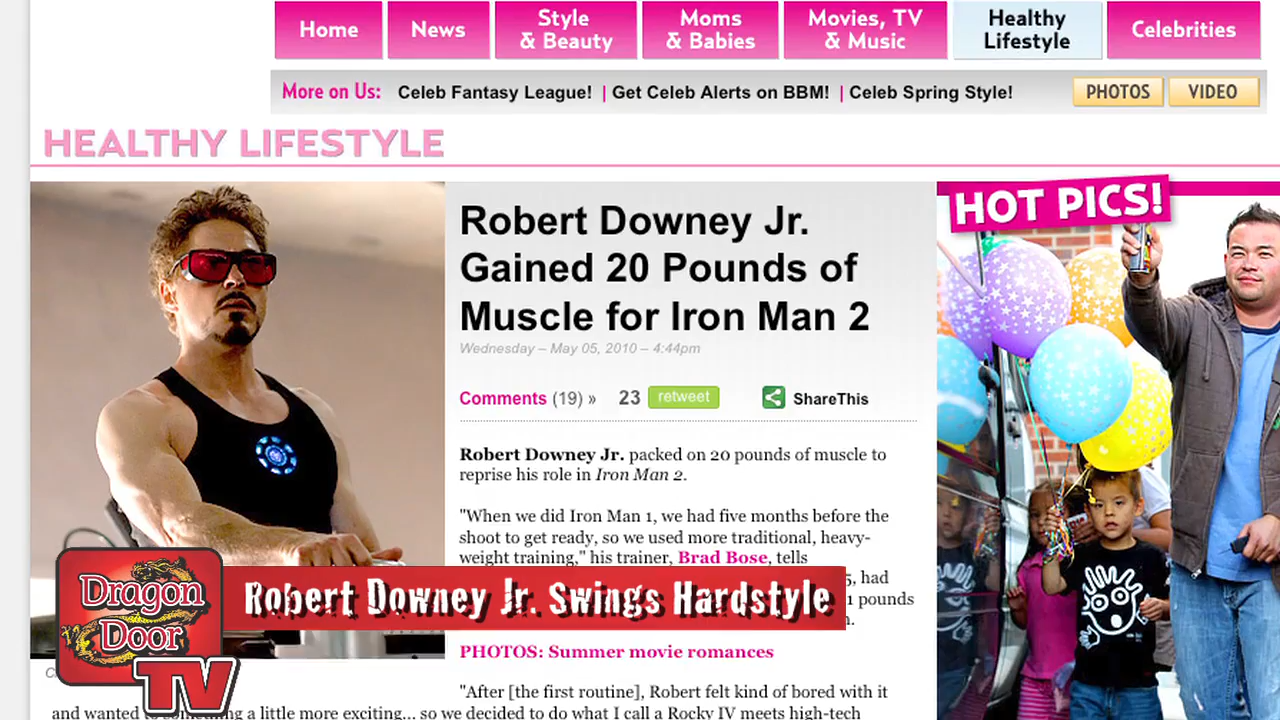 Home
News
Style
& Beauty
Moms
& Babies
Movies, TV
& Music
Healthy
Lifestyle
Celebrities
More on Us: Celeb Fantasy League! | Get Celeb Alerts on BBM! | Celeb Spring Style!
PHOTOS
VIDEO
HEALTHY LIFESTYLE
HOT PICS!
Robert Downey Jr.
Gained 20 Pounds of
Muscle for Iron Man 2
Wednesday – May 05, 2010 – 4:44pm
Comments (19) » 23 retweet ShareThis
Robert Downey Jr. packed on 20 pounds of muscle to
reprise his role in Iron Man 2.
"When we did Iron Man 1, we had five months before the
shoot to get ready, so we used more traditional, heavy-
weight training," his trainer, Brad Bose, tells
5, had
1 pounds
Dragon
Door
TV
Robert Downey Jr. Swings Hardstyle
PHOTOS: Summer movie romances
"After [the first routine], Robert felt kind of bored with it
and wanted to something a little more exciting... so we decided to do what I call a Rocky IV meets high-tech